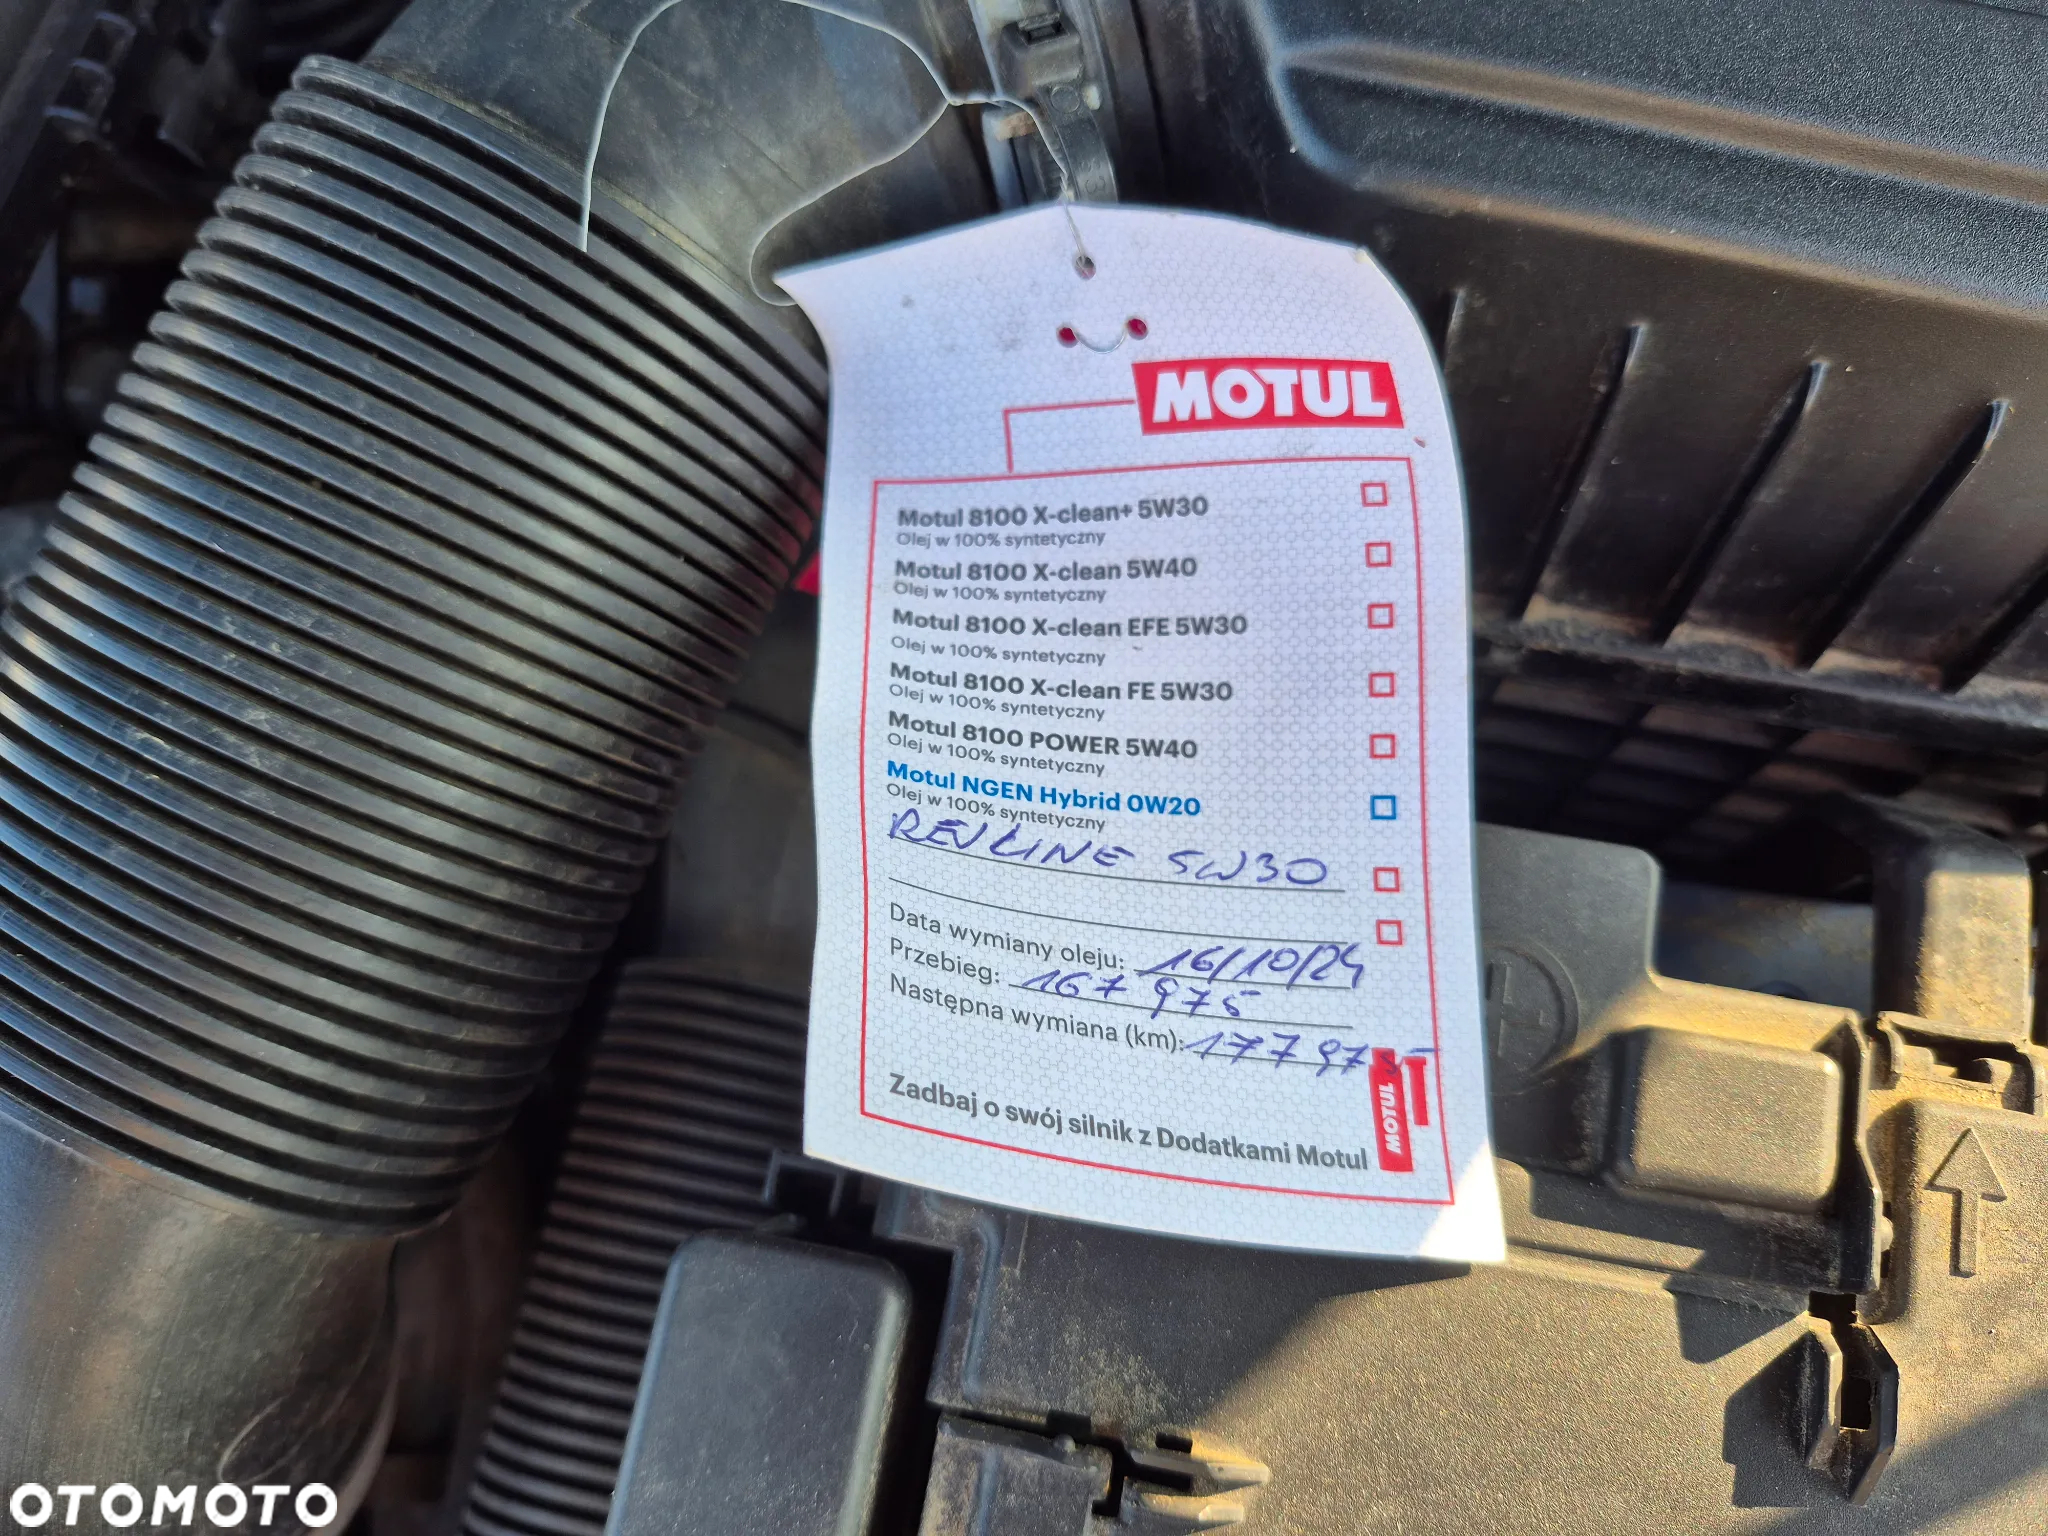 MOTUL
Motul 8100 X-clean+ 5W30
Olej w 100% syntetyczny
Motul 8100 X-clean 5W40
Olej w 100% syntetyczny
Motul 8100 X-clean EFE 5W30
Olej w 100% syntetyczny
Motul 8100 X-clean FE 5W30
Olej w 100% syntetyczny
Motul 8100 POWER 5W40
Olej w 100% syntetyczny
Motul NGEN Hybrid 0W20
Olej w 100% syntetyczny
REVLINE 5W30
Data wymiany oleju: 16/10/24
Przebieg: 167 975
Następna wymiana (km): 177 975
Zadbaj o swój silnik z Dodatkami Motul
MOTUL
OTOMOTO